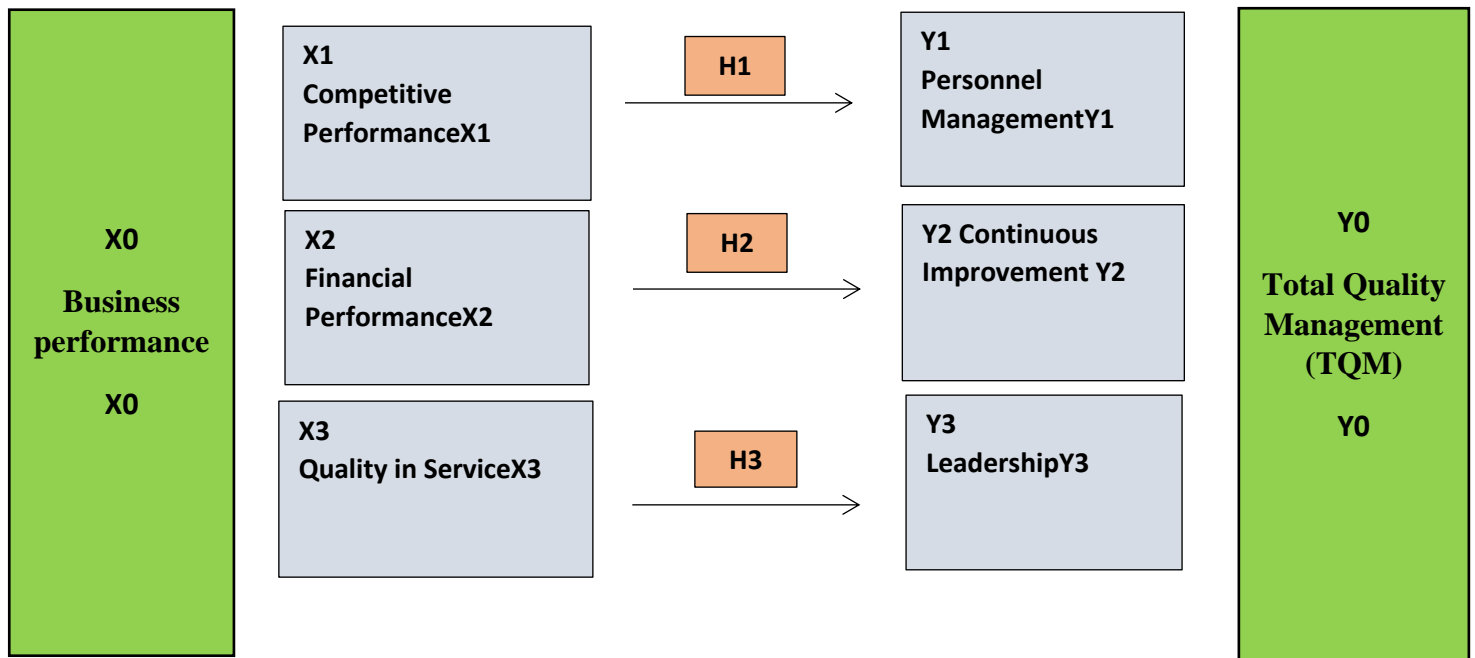 X0
Business
performance
X0
X1
Competitive
PerformanceX1
H1
Y1
Personnel
ManagementY1
X2
Financial
PerformanceX2
H2
Y2 Continuous
Improvement Y2
X3
Quality in ServiceX3
H3
Y3
LeadershipY3
Y0
Total Quality
Management
(TQM)
Y0